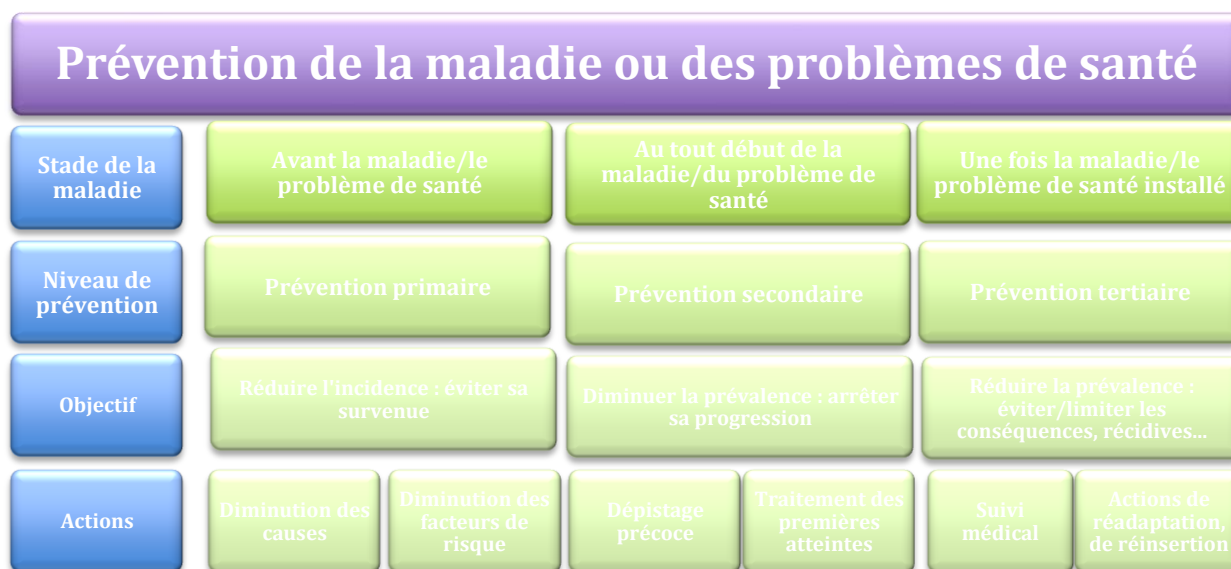 Prévention de la maladie ou des problèmes de santé
Stade de la
maladie
Avant la maladie/le
problème de santé
Au tout début de la
maladie/du problème de
santé
Une fois la maladie/le
problème de santé installé
Niveau de
prévention
Prévention primaire
Prévention secondaire
Prévention tertiaire
Objectif
Réduire l'incidence : éviter sa
survenue
Diminuer la prévalence : arrêter
sa progression
Réduire la prévalence :
éviter/limiter les
conséquences, récidives...
Actions
Diminution des
causes
Diminution des
facteurs de
risque
Dépistage
précoce
Traitement des
premières
atteintes
Suivi
médical
Actions de
réadaptation,
de réinsertion